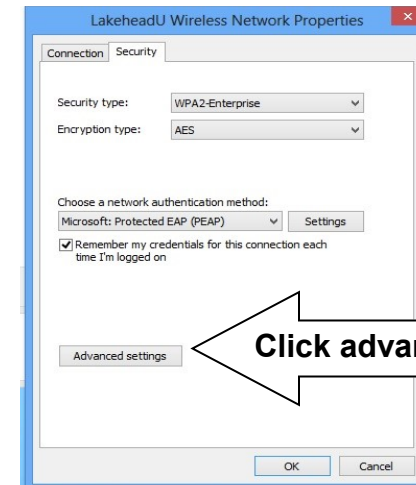 LakeheadU Wireless Network Properties
Connection Security
Security type: WPA2-Enterprise
Encryption type: AES
Choose a network authentication method:
Microsoft: Protected EAP (PEAP) Settings
Remember my credentials for this connection each
time I'm logged on
Click
Advanced settings
OK Cancel